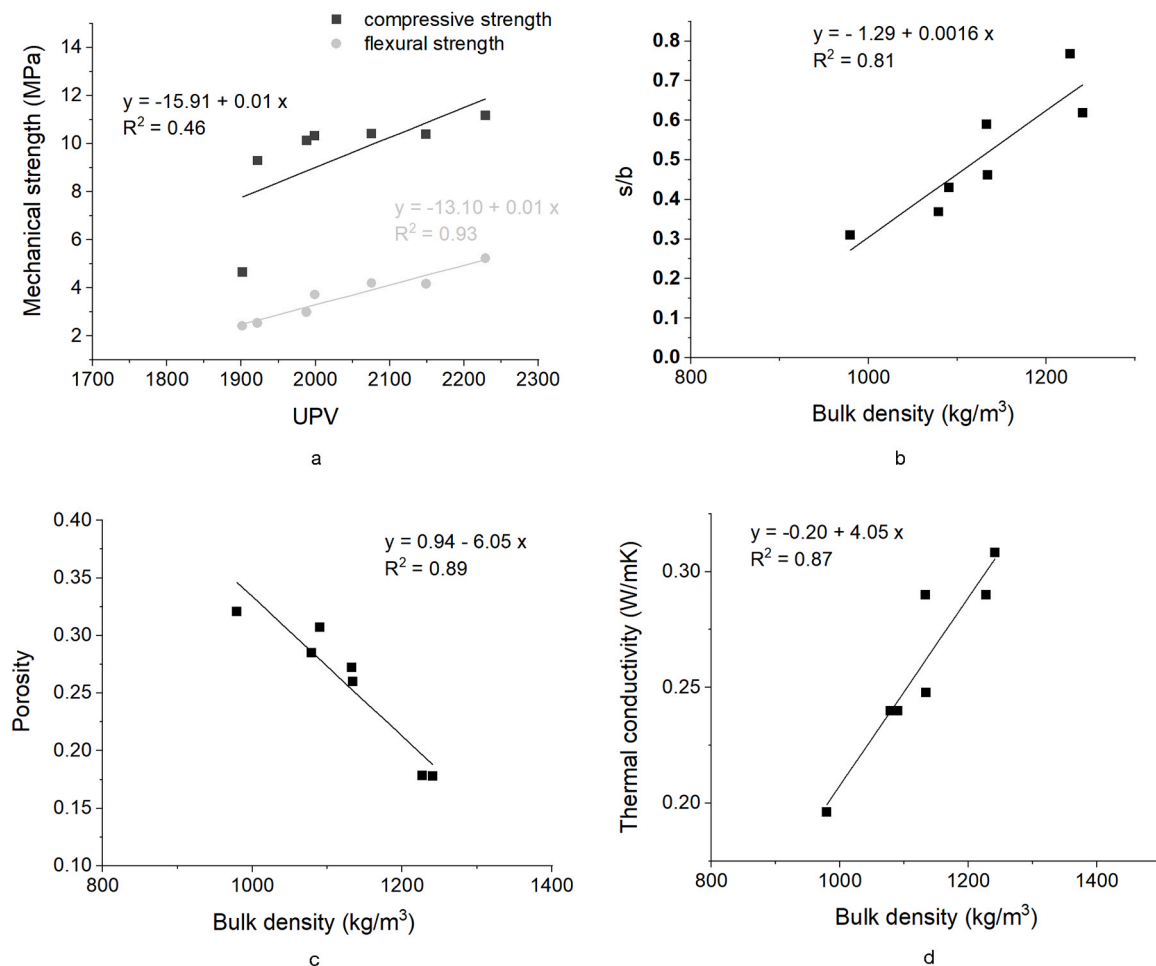 compressive strength
flexural strength
Mechanical strength (MPa)
14
12
10
8
6
4
2
y = -15.91 + 0.01 x
R² = 0.46
y = -13.10 + 0.01 x
R² = 0.93
1700 1800 1900 2000 2100 2200 2300
UPV
a
y = - 1.29 + 0.0016 x
R² = 0.81
s/b
0.8
0.7
0.6
0.5
0.4
0.3
0.2
0.1
0.0
800 1000 1200
Bulk density (kg/m³)
b
y = 0.94 - 6.05 x
R² = 0.89
Porosity
0.40
0.35
0.30
0.25
0.20
0.15
0.10
800 1000 1200 1400
Bulk density (kg/m³)
c
y = -0.20 + 4.05 x
R² = 0.87
Thermal conductivity (W/mK)
0.30
0.25
0.20
800 1000 1200 1400
Bulk density (kg/m³)
d